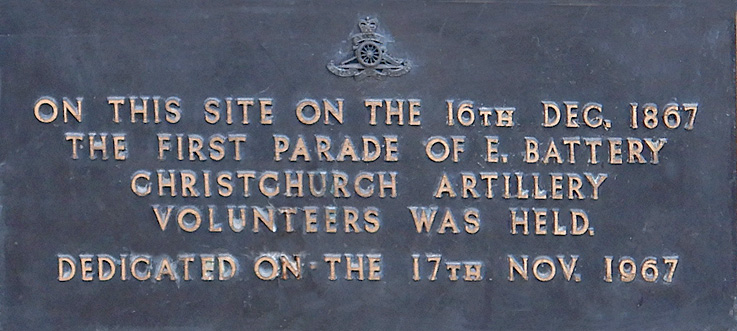 ON THIS SITE ON THE 16TH DEC. 1867
THE FIRST PARADE OF E. BATTERY
CHRISTCHURCH ARTILLERY
VOLUNTEERS WAS HELD.
DEDICATED ON THE 17TH NOV. 1967